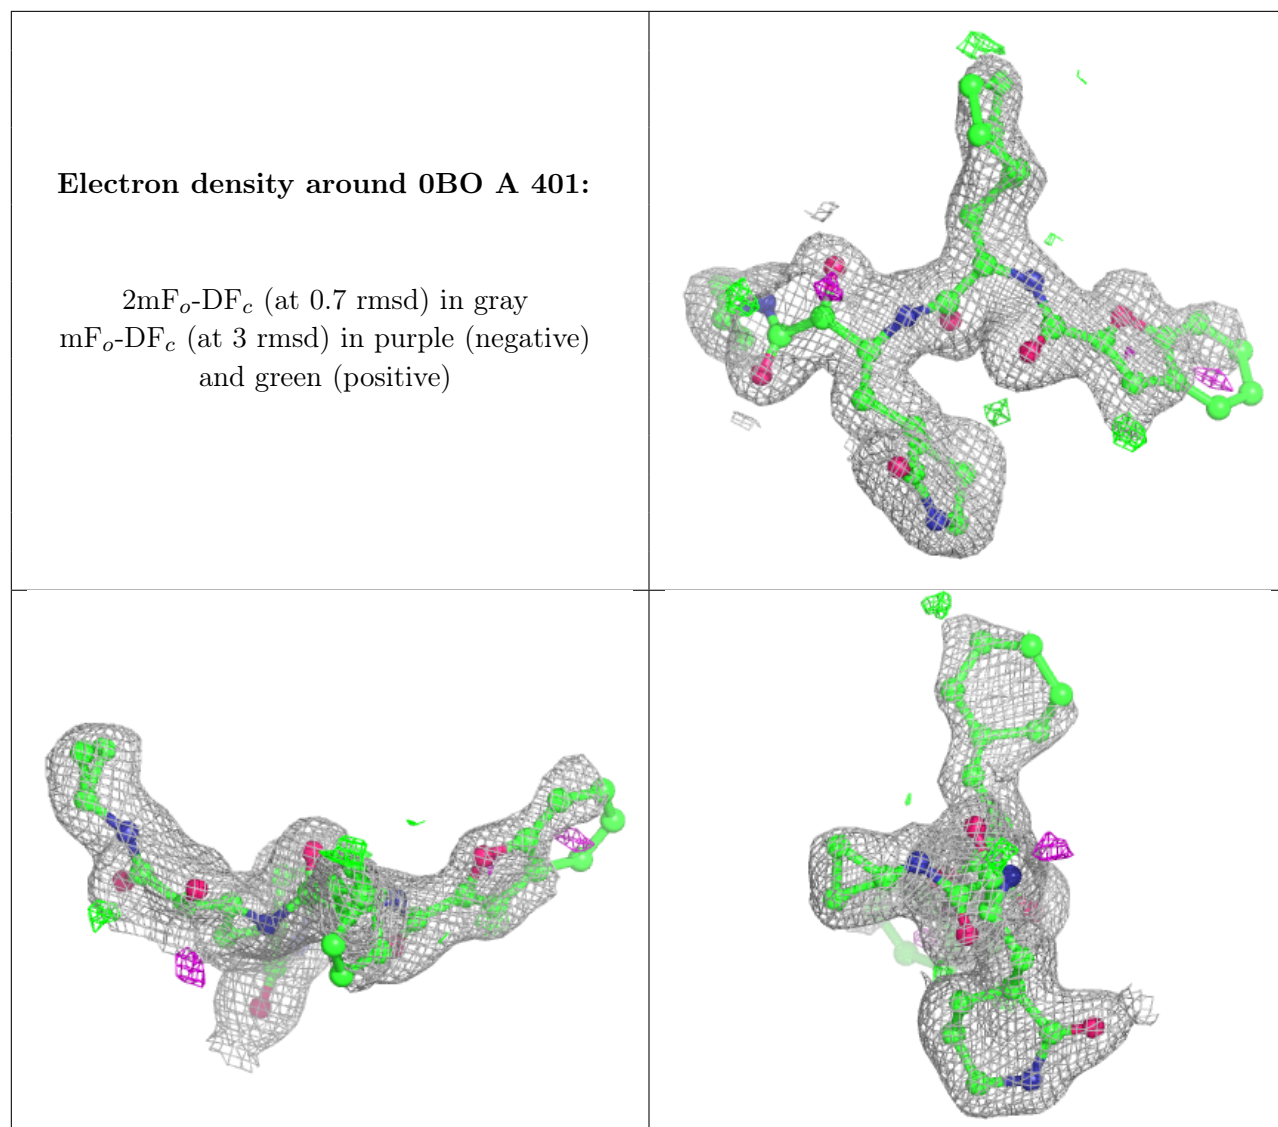 Electron density around 0BO A 401:
2mFo-DFc (at 0.7 rmsd) in gray
mFo-DFc (at 3 rmsd) in purple (negative)
and green (positive)